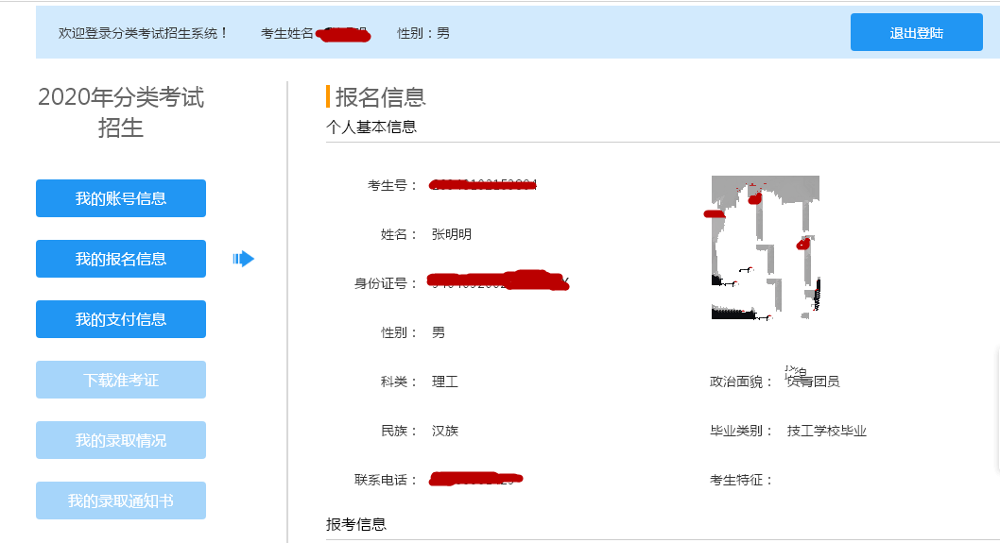 欢迎登录分类考试招生系统！ 考生姓名 性别：男 退出登陆
2020年分类考试
招生
我的账号信息
我的报名信息
我的支付信息
下载准考证
我的录取情况
我的录取通知书
报名信息
个人基本信息
考生号：
姓名： 张明明
身份证号：
性别： 男
科类： 理工 政治面貌： 团员
民族： 汉族 毕业类别： 技工学校毕业
联系电话： 考生特征：
报考信息